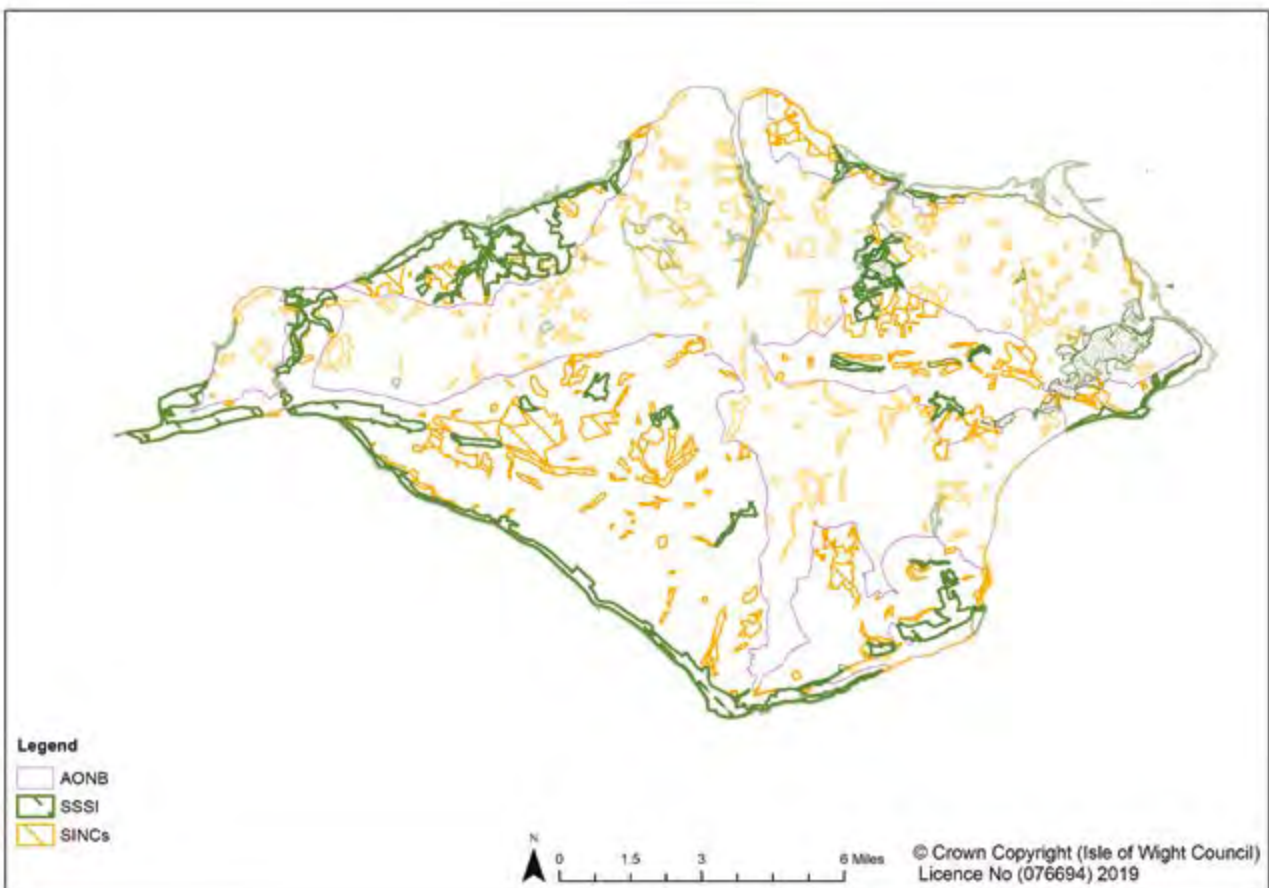 Legend
AONB
SSSI
SINCs
N
0 1.5 3 6 Miles
© Crown Copyright (Isle of Wight Council)
Licence No (076694) 2019